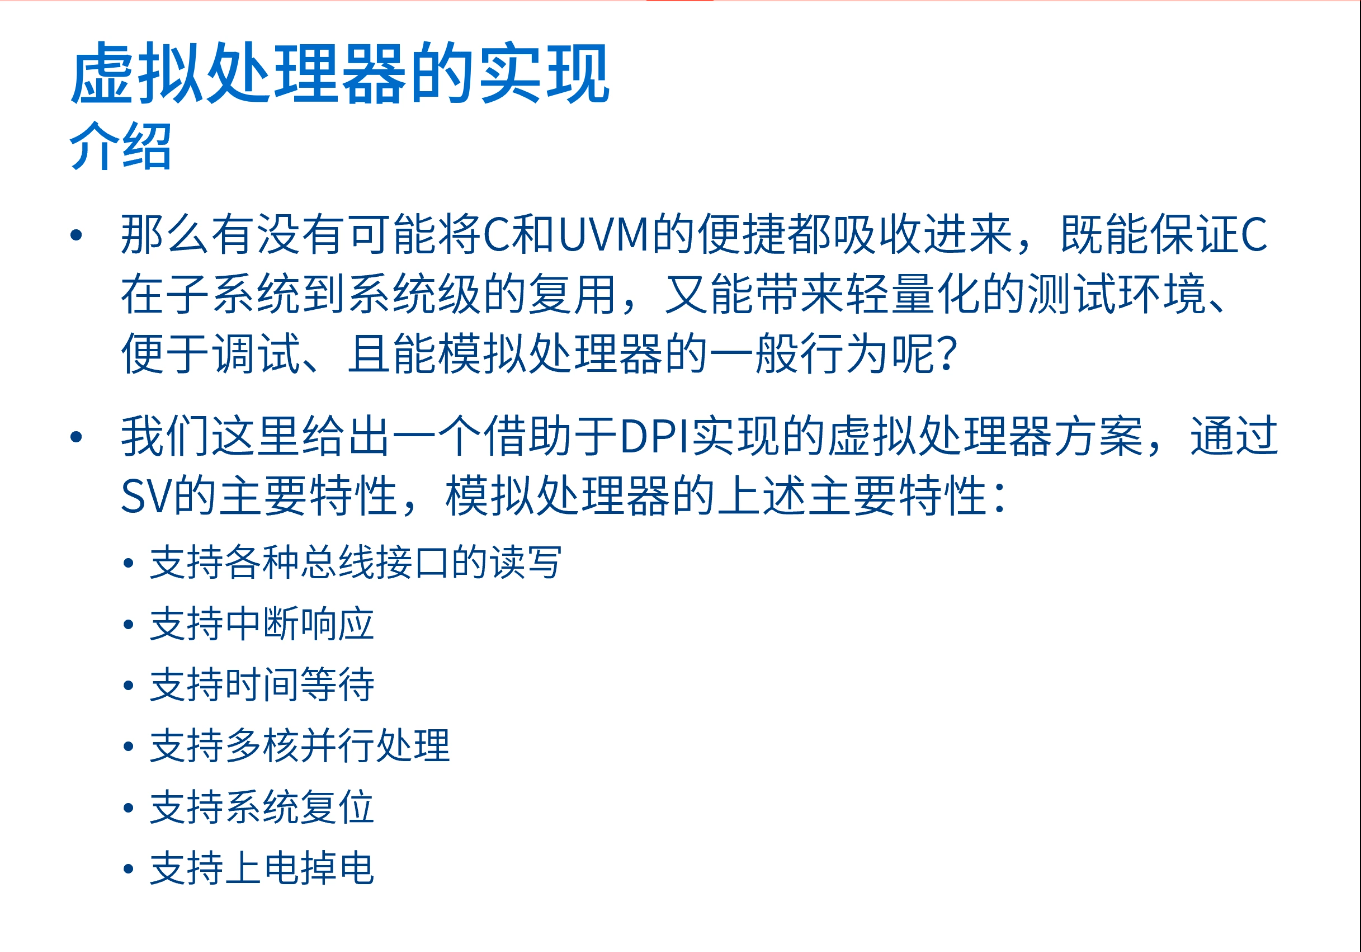 虚拟处理器的实现
介绍
• 那么有没有可能将C和UVM的便捷都吸收进来，既能保证C
在子系统到系统级的复用，又能带来轻量化的测试环境、
便于调试、且能模拟处理器的一般行为呢？
• 我们这里给出一个借助于DPI实现的虚拟处理器方案，通过
SV的主要特性，模拟处理器的上述主要特性：
• 支持各种总线接口的读写
• 支持中断响应
• 支持时间等待
• 支持多核并行处理
• 支持系统复位
• 支持上电掉电